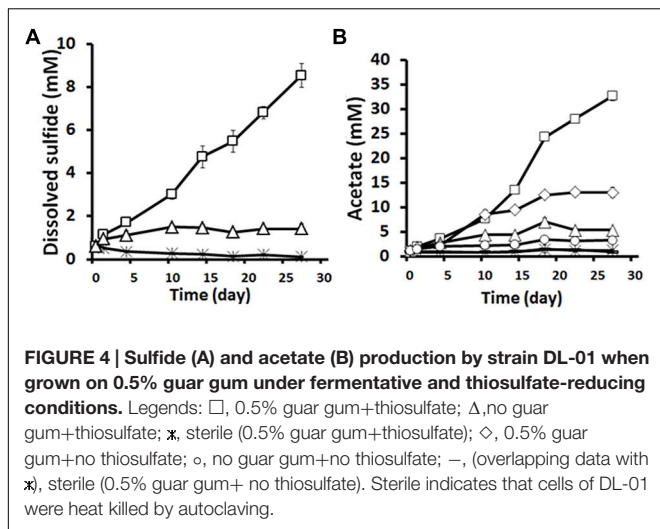 A
10
8
6
4
2
0
Dissolved sulfide (mM)
0 5 10 15 20 25 30
Time (day)
B
40
35
30
25
20
15
10
5
0
Acetate (mM)
0 5 10 15 20 25 30
Time (day)
FIGURE 4 | Sulfide (A) and acetate (B) production by strain DL-01 when
grown on 0.5% guar gum under fermentative and thiosulfate-reducing
conditions. Legends: □, 0.5% guar gum+thiosulfate; Δ,no guar
gum+thiosulfate; ж, sterile (0.5% guar gum+thiosulfate); ◇, 0.5% guar
gum+no thiosulfate; ○, no guar gum+no thiosulfate; –, (overlapping data with
ж), sterile (0.5% guar gum+ no thiosulfate). Sterile indicates that cells of DL-01
were heat killed by autoclaving.